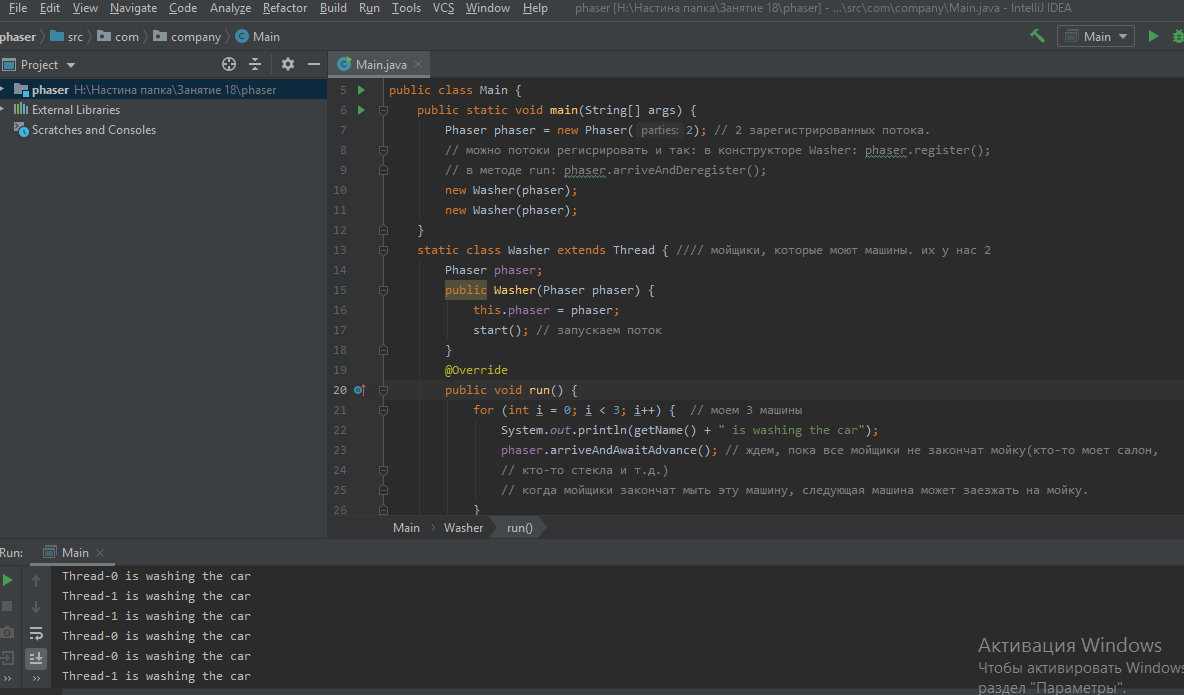 File Edit View Navigate Code Analyze Refactor Build Run Tools VCS Window Help phaser [H:\Настина папка\Занятие 18\phaser] - ...\src\com\company\Main.java - IntelliJ IDEA
phaser src com company Main Main
Project Main.java
phaser H:\Настина папка\Занятие 18\phaser
External Libraries
Scratches and Consoles
5 public class Main {
6 public static void main(String[] args) {
7 Phaser phaser = new Phaser( parties: 2); // 2 зарегистрированных потока.
8 // можно потоки регисрировать и так: в конструкторе Washer: phaser.register();
9 // в методе run: phaser.arriveAndDeregister();
10 new Washer(phaser);
11 new Washer(phaser);
12 }
13 static class Washer extends Thread { //// мойщики, которые моют машины. их у нас 2
14 Phaser phaser;
15 public Washer(Phaser phaser) {
16 this.phaser = phaser;
17 start(); // запускаем поток
18 }
19 @Override
20 public void run() {
21 for (int i = 0; i < 3; i++) { // моем 3 машины
22 System.out.println(getName() + " is washing the car");
23 phaser.arriveAndAwaitAdvance(); // ждем, пока все мойщики не закончат мойку(кто-то моет салон,
24 // кто-то стекла и т.д.)
25 // когда мойщики закончат мыть эту машину, следующая машина может заезжать на мойку.
26 }
Main Washer run()
Run: Main
Thread-0 is washing the car
Thread-1 is washing the car
Thread-1 is washing the car
Thread-0 is washing the car
Thread-0 is washing the car
Thread-1 is washing the car
Активация Windows
Чтобы активировать Windows
раздел "Параметры".